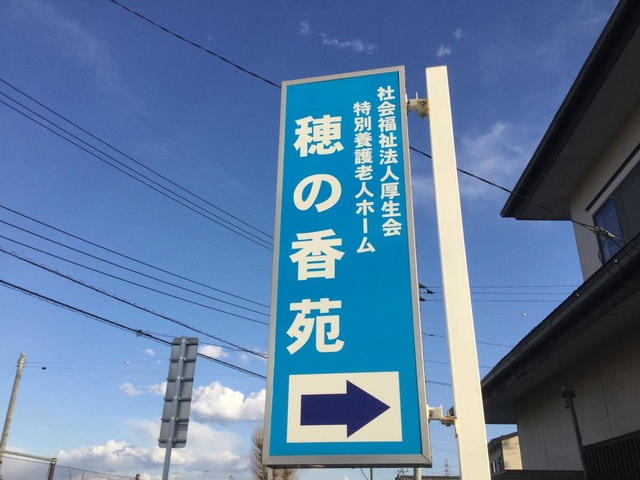 社会福祉法人厚生会
特別養護老人ホーム
穂の香苑